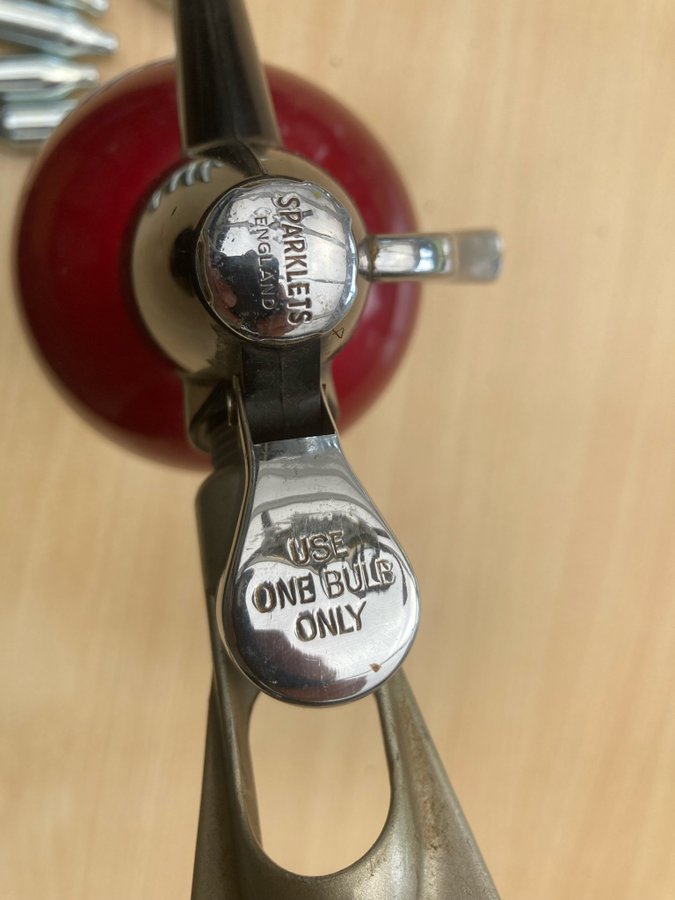 SPARKLETS
ENGLAND
USE
ONE BULB
ONLY